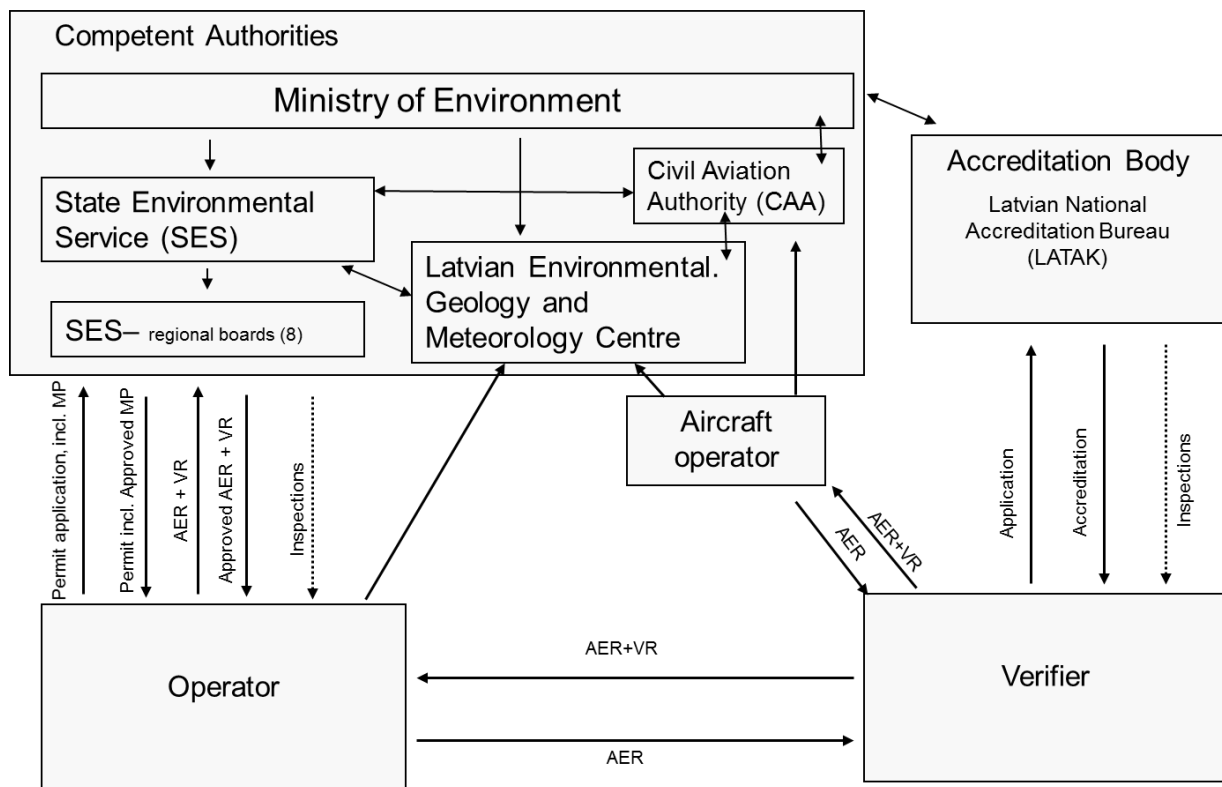 Competent Authorities
Ministry of Environment
State Environmental
Service (SES)
Civil Aviation
Authority (CAA)
Latvian Environmental.
Geology and
Meteorology Centre
SES– regional boards (8)
Accreditation Body
Latvian National
Accreditation Bureau
(LATAK)
Aircraft
operator
Permit application, incl. MP
Permit incl. Approved MP
AER + VR
Approved AER + VR
Inspections
AER
AER+VR
Application
Accreditation
Inspections
Operator
AER+VR
AER
Verifier